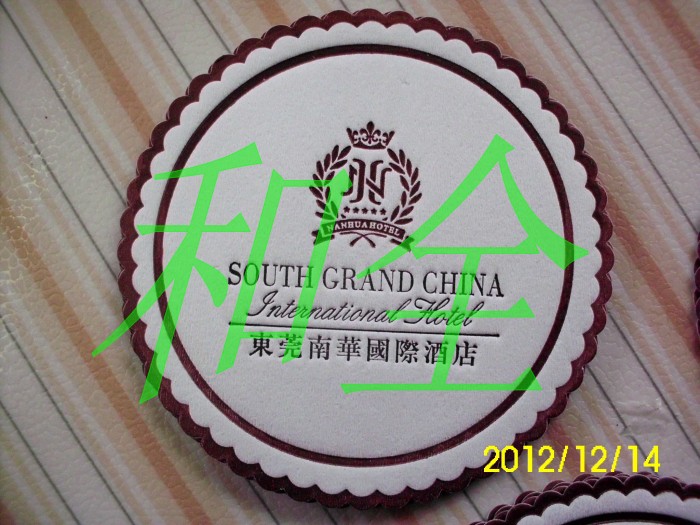 NANHUA HOTEL
SOUTH GRAND CHINA
International Hotel
東莞南華國際酒店
和全
2012/12/14